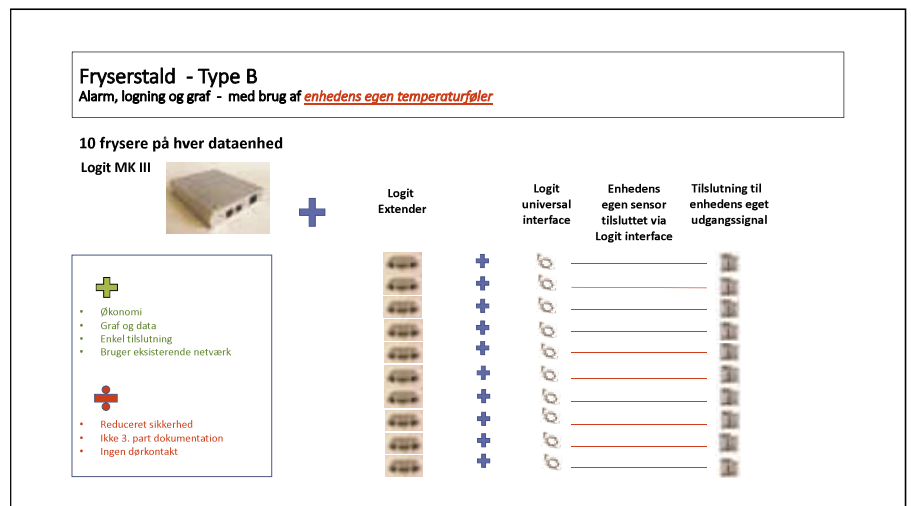 Fryserstald - Type B
Alarm, logning og graf - med brug af enhedens egen temperaturføler
10 frysere på hver dataenhed
Logit MK III
Logit
Extender
Logit
universal
interface
Enhedens
egen sensor
tilsluttet via
Logit interface
Tilslutning til
enhedens eget
udgangssignal
• Økonomi
• Graf og data
• Enkel tilslutning
• Bruger eksisterende netværk
• Reduceret sikkerhed
• Ikke 3. part dokumentation
• Ingen dørkontakt